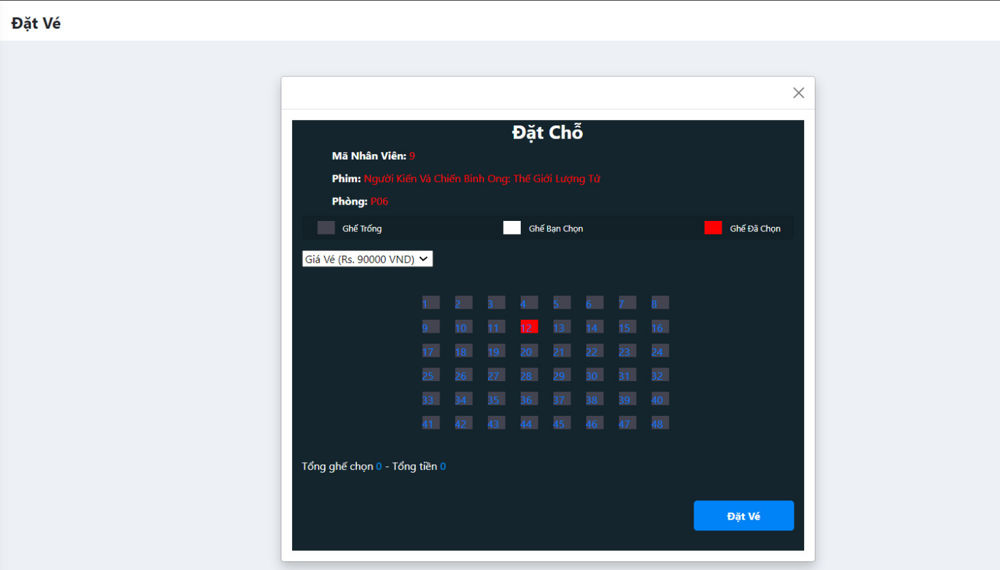 Đặt Vé
Đặt Chỗ
Mã Nhân Viên: 9
Phim: Người Kiến Và Chiến Binh Ong: Thế Giới Lượng Tử
Phòng: P06
Ghế Trống Ghế Bạn Chọn Ghế Đã Chọn
Giá Vé (Rs. 90000 VND)
1 2 3 4 5 6 7 8
9 10 11 12 13 14 15 16
17 18 19 20 21 22 23 24
25 26 27 28 29 30 31 32
33 34 35 36 37 38 39 40
41 42 43 44 45 46 47 48
Tổng ghế chọn 0 - Tổng tiền 0
Đặt Vé